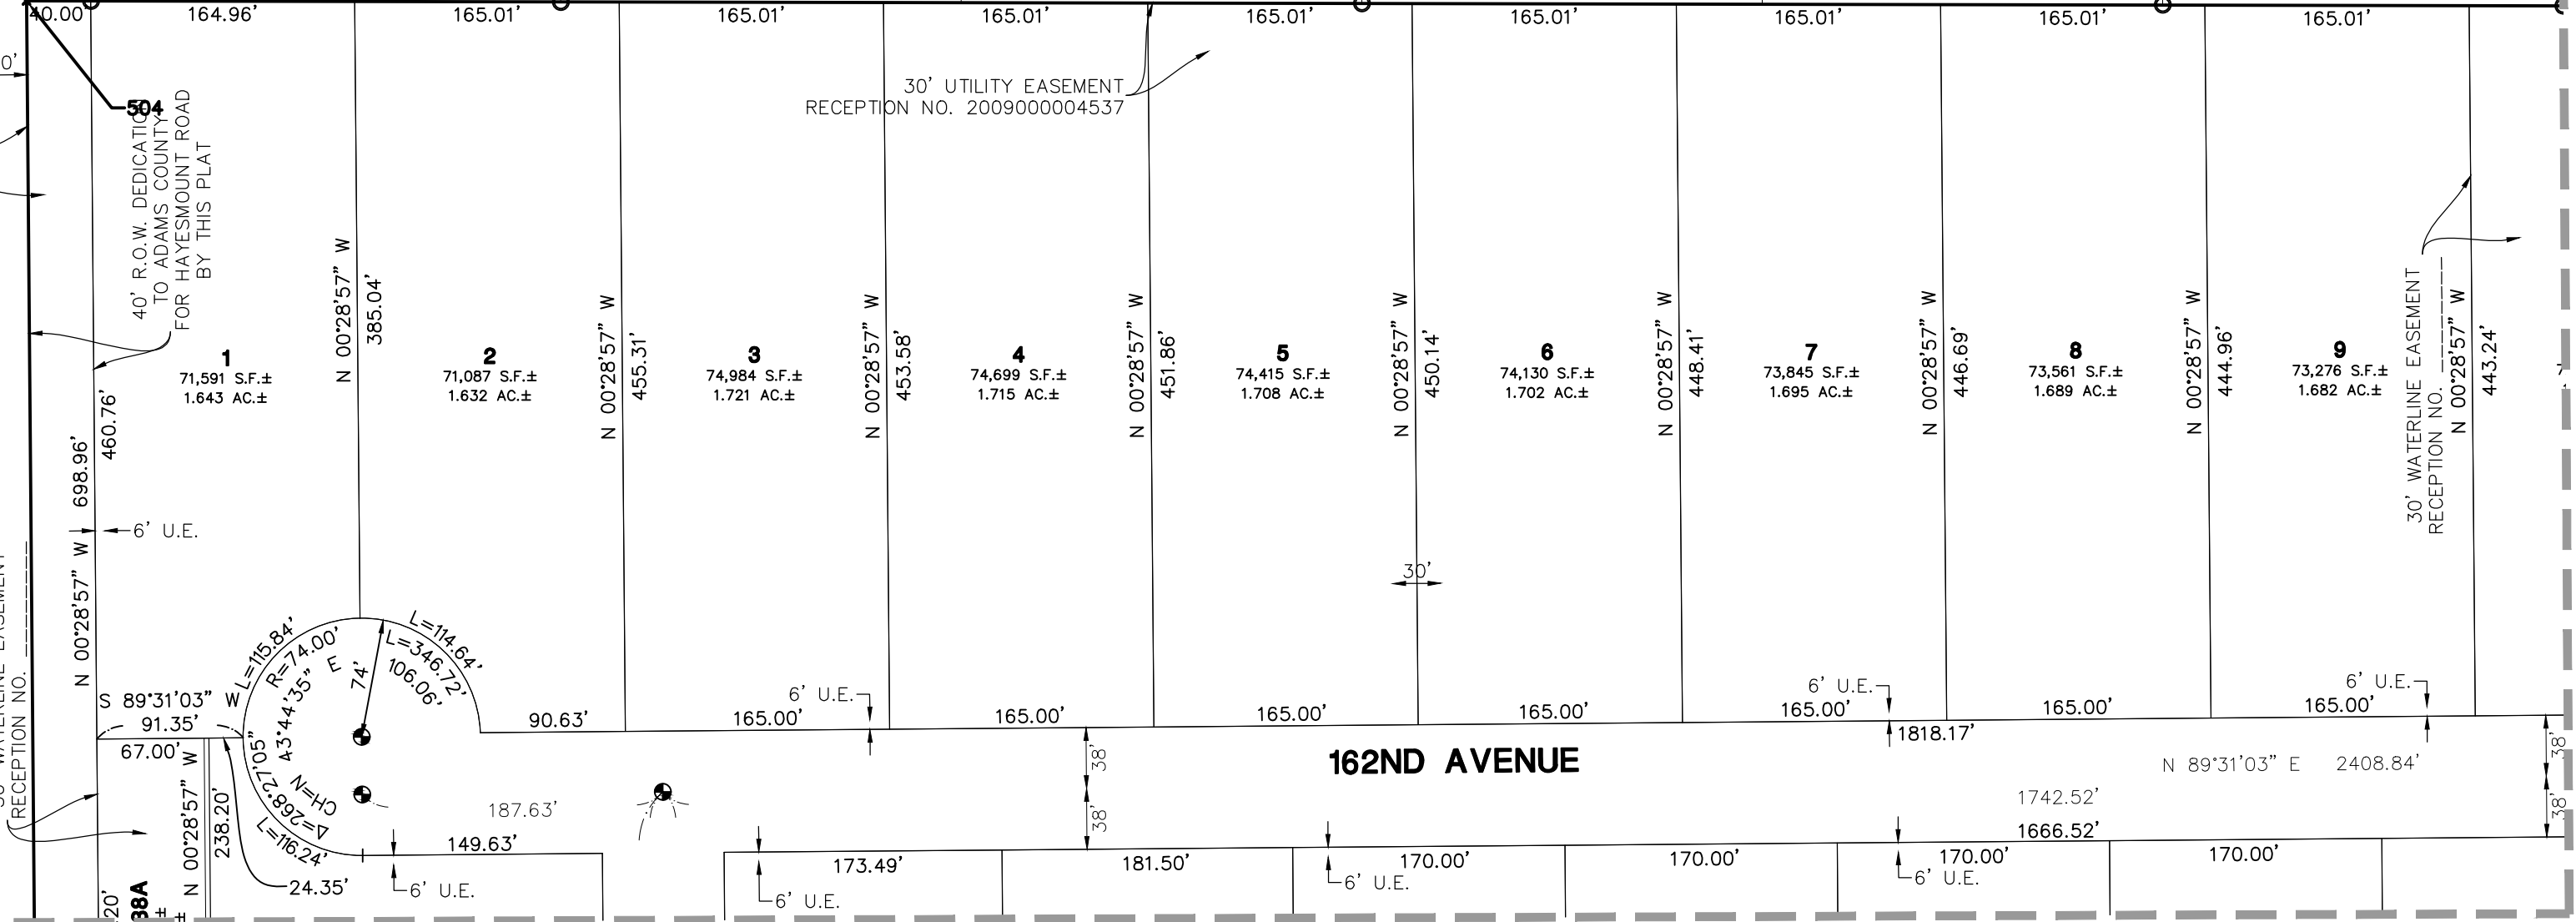 40.00'
164.96'
165.01'
165.01'
165.01'
165.01'
165.01'
165.01'
165.01'
165.01'
0'
504
40' R.O.W. DEDICATION
TO ADAMS COUNTY
FOR HAYESMOUNT ROAD
BY THIS PLAT
30' UTILITY EASEMENT
RECEPTION NO. 2009000004537
N 00°28'57" W 698.96'
460.76'
1
71,591 S.F.±
1.643 AC.±
N 00°28'57" W
385.04'
2
71,087 S.F.±
1.632 AC.±
N 00°28'57" W
455.31'
3
74,984 S.F.±
1.721 AC.±
N 00°28'57" W
453.58'
4
74,699 S.F.±
1.715 AC.±
N 00°28'57" W
451.86'
5
74,415 S.F.±
1.708 AC.±
N 00°28'57" W
450.14'
6
74,130 S.F.±
1.702 AC.±
N 00°28'57" W
448.41'
7
73,845 S.F.±
1.695 AC.±
N 00°28'57" W
446.69'
8
73,561 S.F.±
1.689 AC.±
N 00°28'57" W
444.96'
9
73,276 S.F.±
1.682 AC.±
30' WATERLINE EASEMENT
RECEPTION NO. ________
N 00°28'57" W
443.24'
7
6' U.E.
30'
WATERLINE EASEMENT
RECEPTION NO. ________
S 89°31'03" W
91.35'
67.00'
N 00°28'57" W
238.20'
24.35'
L=115.84'
R=74.00'
L=114.64'
L=346.72'
106.06'
74'
CH=N 43°44'35" E
Δ=268°27'05"
L=116.24'
90.63'
165.00'
165.00'
165.00'
165.00'
165.00'
165.00'
165.00'
6' U.E.
6' U.E.
6' U.E.
1818.17'
162ND AVENUE
38'
38'
N 89°31'03" E 2408.84'
38'
38'
187.63'
1742.52'
149.63'
1666.52'
173.49'
181.50'
170.00'
170.00'
170.00'
170.00'
6' U.E.
6' U.E.
6' U.E.
6' U.E.
20'
38A
±
±